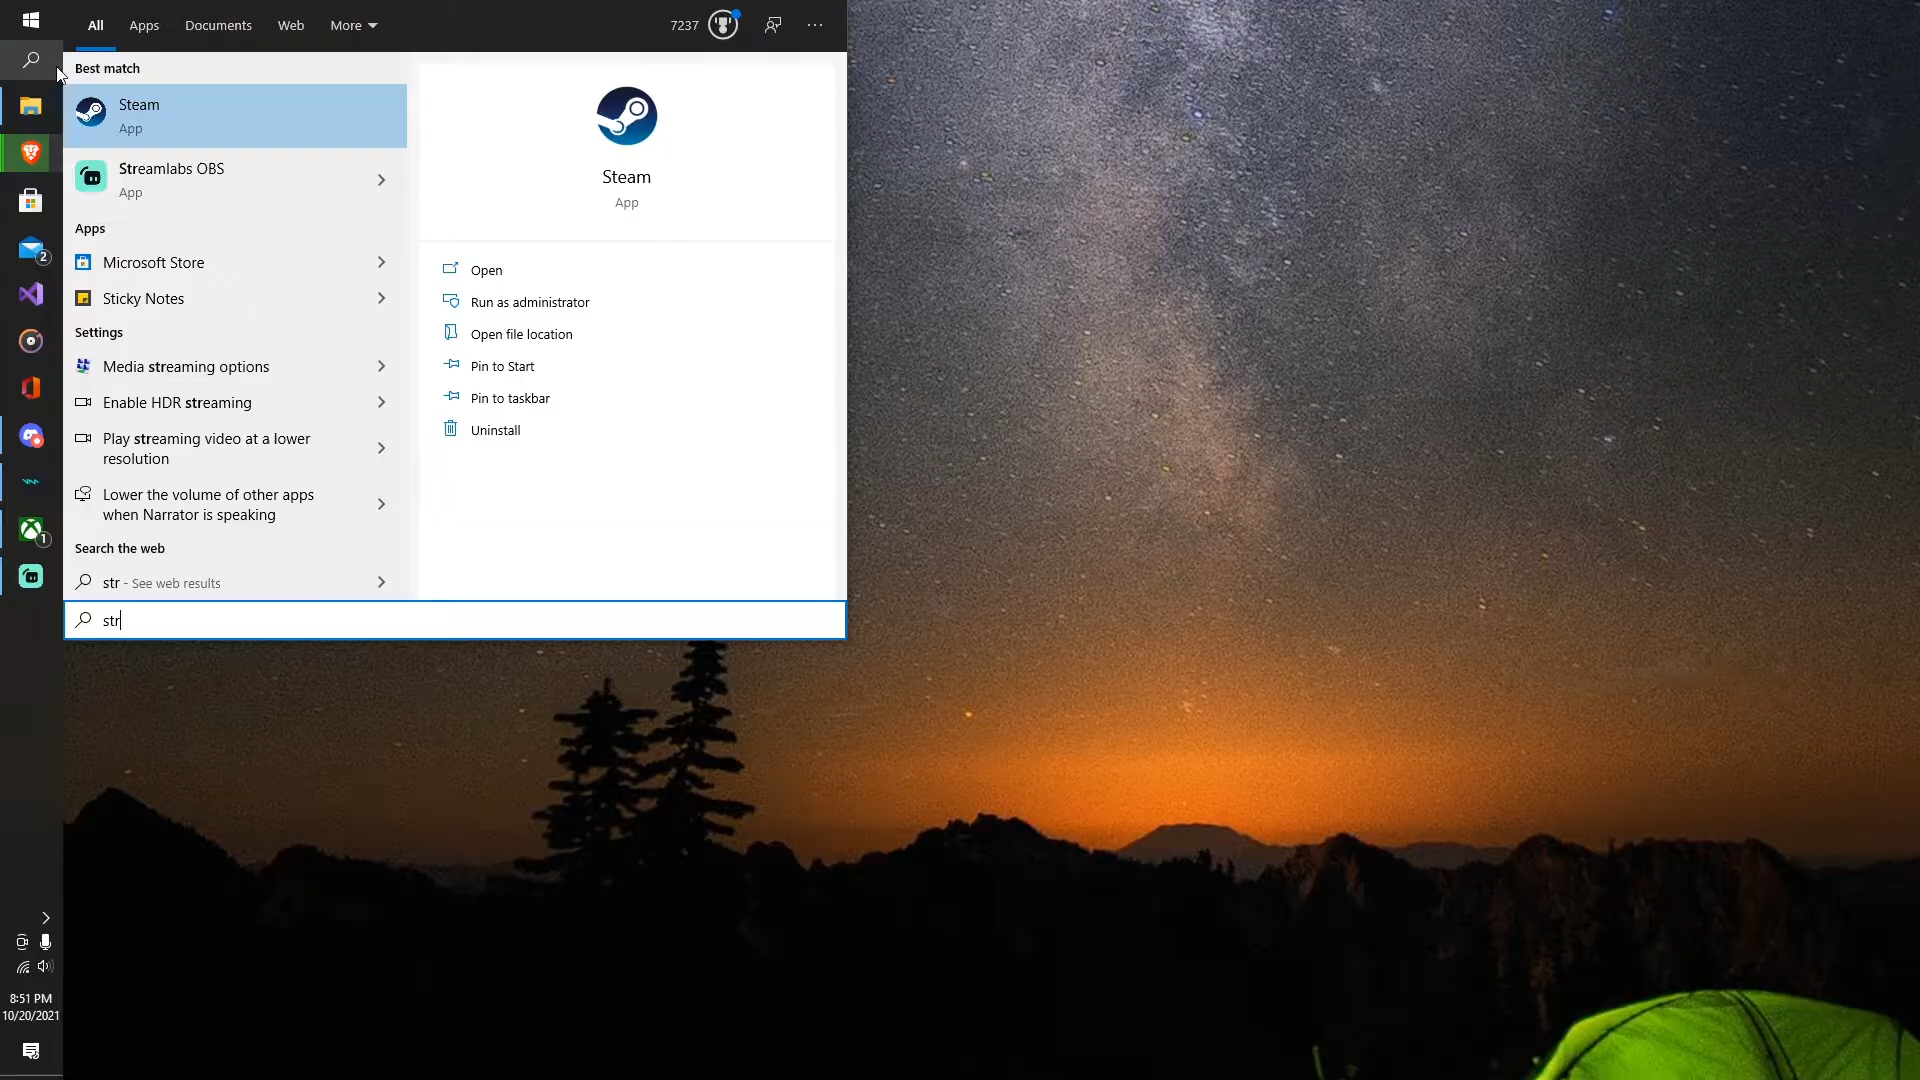 All Apps Documents Web More 7237 ...
Best match
Steam
App
Streamlabs OBS
App
Apps
Microsoft Store
Sticky Notes
Settings
Media streaming options
Enable HDR streaming
Play streaming video at a lower
resolution
Lower the volume of other apps
when Narrator is speaking
Search the web
str - See web results
str
Steam
App
Open
Run as administrator
Open file location
Pin to Start
Pin to taskbar
Uninstall
2
1
8:51 PM
10/20/2021